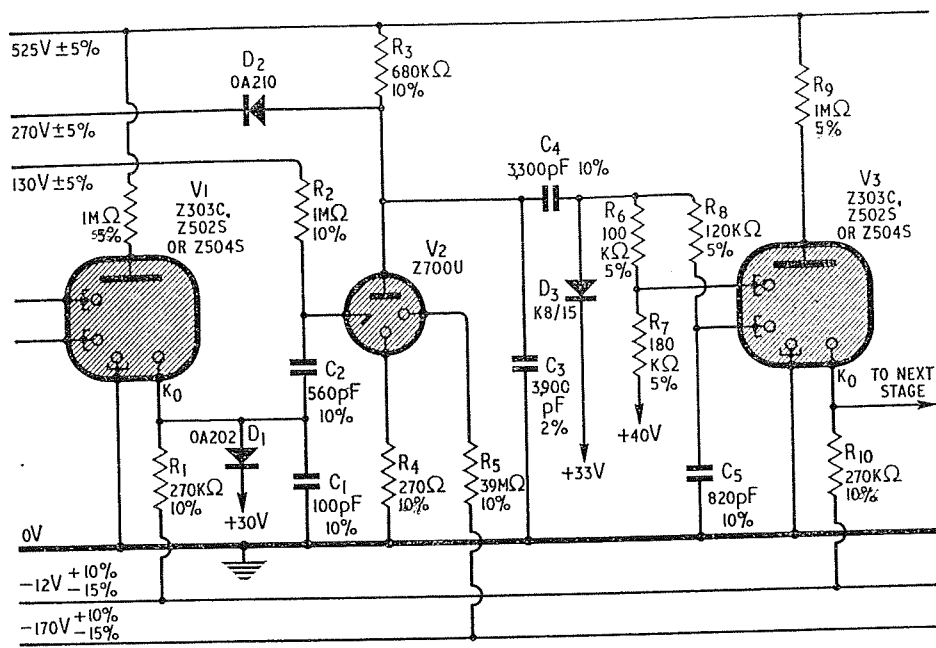 525V ±5%
270V ±5%
130V ±5%
D2
OA210
R3
680KΩ
10%
R9
1MΩ
5%
V1
Z303C,
Z502S
OR Z504S
1MΩ
5%
R2
1MΩ
10%
V2
Z700U
C4
3,300pF 10%
R6
100
KΩ
5%
R8
120KΩ
5%
V3
Z303C,
Z502S
OR Z504S
D3
K8/15
R7
180
KΩ
5%
+40V
+33V
C3
3,900
pF
2%
C2
560pF
10%
K0
OA202 D1
+30V
R1
270KΩ
10%
C1
100pF
10%
R4
270Ω
10%
R5
39MΩ
10%
C5
820pF
10%
K0
TO NEXT
STAGE
R10
270KΩ
10%
0V
−12V +10%
−15%
−170V +10%
−15%